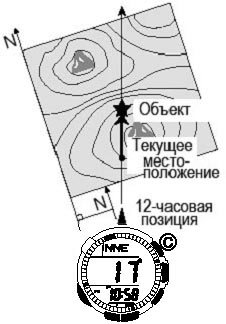 N
Объект
Текущее
место-
положение
N
12-часовая
позиция
C
NNE
17
10:58